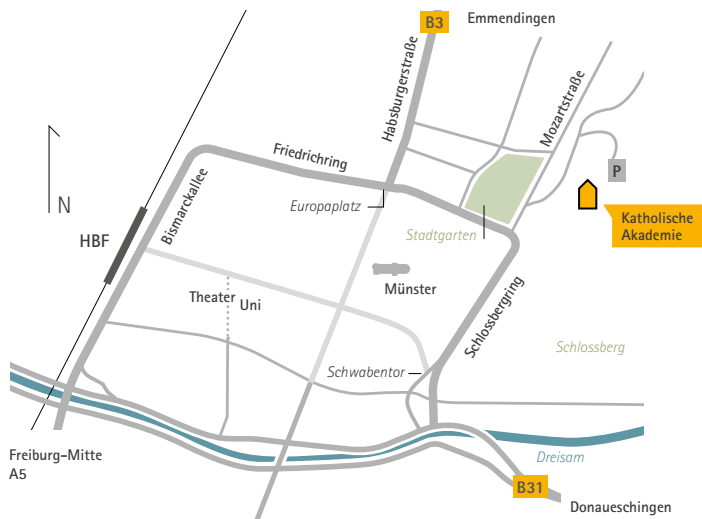 B3
Emmendingen
Habsburgerstraße
Mozartstraße
Friedrichring
P
N
Bismarckallee
Europaplatz
Katholische
Akademie
HBF
Stadtgarten
Münster
Theater
Uni
Schlossbergring
Schlossberg
Schwabentor
Freiburg-Mitte
A5
Dreisam
B31
Donaueschingen